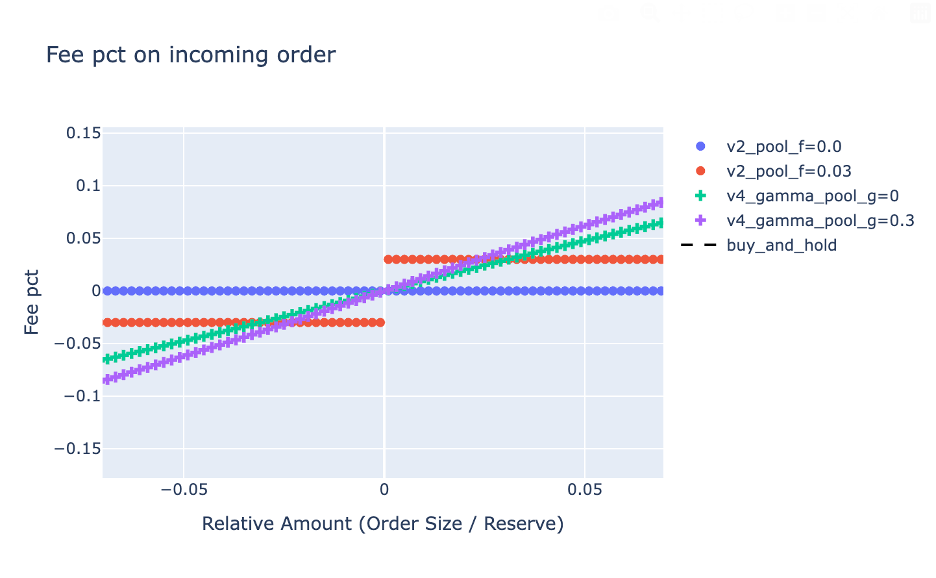 Fee pct on incoming order
0.15
0.1
0.05
0
−0.05
−0.1
−0.15
Fee pct
−0.05
0
0.05
Relative Amount (Order Size / Reserve)
v2_pool_f=0.0
v2_pool_f=0.03
v4_gamma_pool_g=0
v4_gamma_pool_g=0.3
buy_and_hold